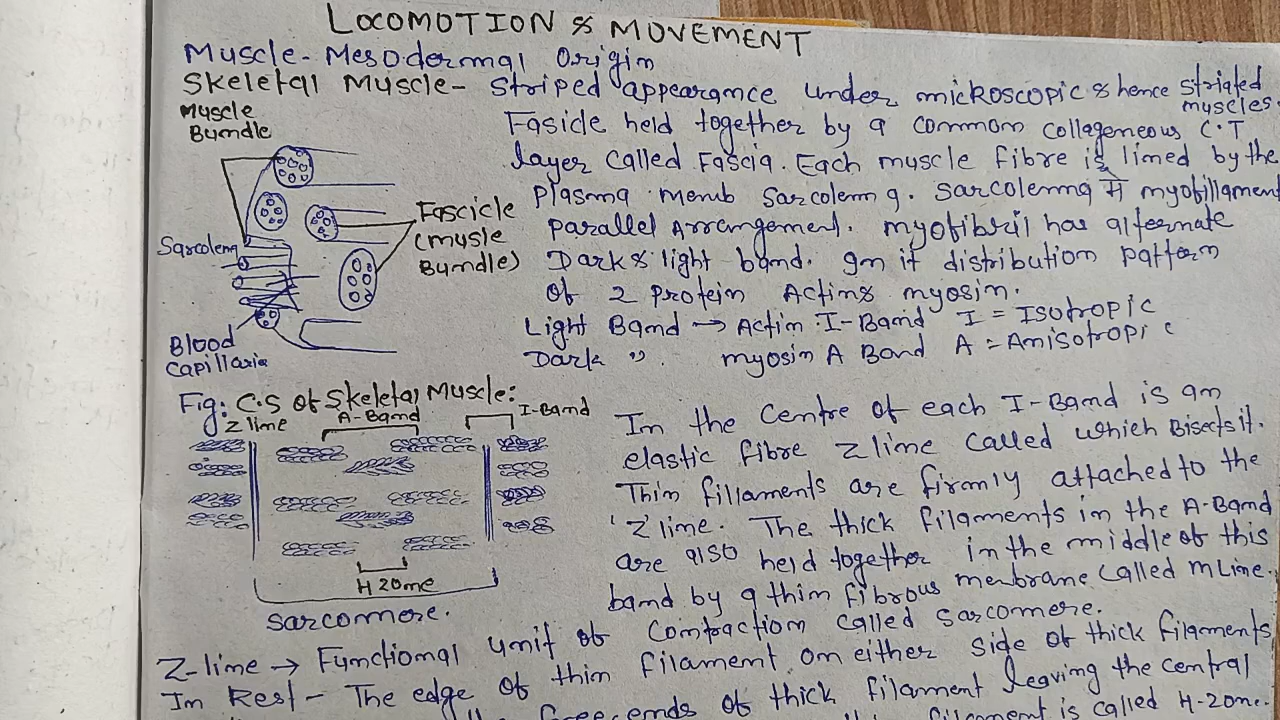 LOCOMOTION & MOVEMENT
Muscle - Mesodermal Origin
Skeletal Muscle - Striped appearance under microscopic & hence striated
muscles.
Muscle
Bundle
Sarcolema
Blood
Capillaria
Fascicle
(musle
Bundle)
Fasicle held together by a common collageneous C.T
layer called Fascia. Each muscle fibre is lined by the
Plasma memb sarcolemma. sarcolemma में myofillament
parallel Arrangement. myofibril has alternate
Dark & light band. In it distribution pattern
of 2 protein Actin & myosin.
Light Band → Actin I-Band I = Isotropic
Dark ". myosin A Band A = Anisotropic
Fig: C.S of Skeletal Muscle:
Z line A-Band I-Band
H zone
sarcomere.
In the centre of each I-Band is an
elastic fibre z line called which Bisects it.
Thin fillaments are firmly attached to the
'Z' line. The thick filaments in the A-Band
are also held together in the middle of this
band by a thin fibrous membrane called m Line.
Z-line → Functional unit of contraction called sarcomere.
In Rest - The edge of thin filament on either side of thick filaments
free ends of thick filament leaving the central
filament is called H-zone.